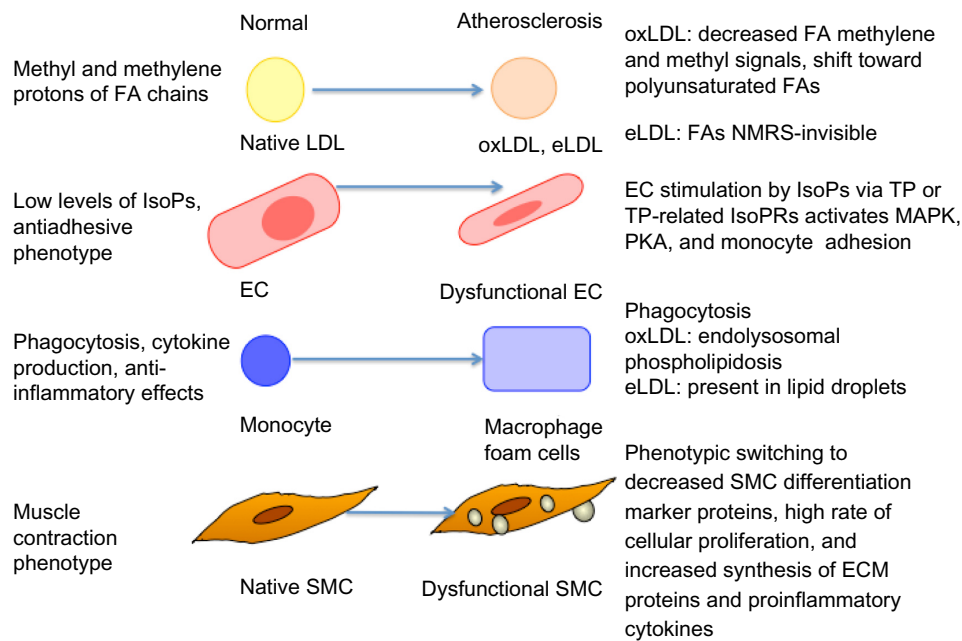 Normal
Atherosclerosis
Methyl and methylene
protons of FA chains
Native LDL
oxLDL, eLDL
oxLDL: decreased FA methylene
and methyl signals, shift toward
polyunsaturated FAs
eLDL: FAs NMRS-invisible
Low levels of IsoPs,
antiadhesive
phenotype
EC
Dysfunctional EC
EC stimulation by IsoPs via TP or
TP-related IsoPRs activates MAPK,
PKA, and monocyte adhesion
Phagocytosis, cytokine
production, anti-
inflammatory effects
Monocyte
Macrophage
foam cells
Phagocytosis
oxLDL: endolysosomal
phospholipidosis
eLDL: present in lipid droplets
Muscle
contraction
phenotype
Native SMC
Dysfunctional SMC
Phenotypic switching to
decreased SMC differentiation
marker proteins, high rate of
cellular proliferation, and
increased synthesis of ECM
proteins and proinflammatory
cytokines